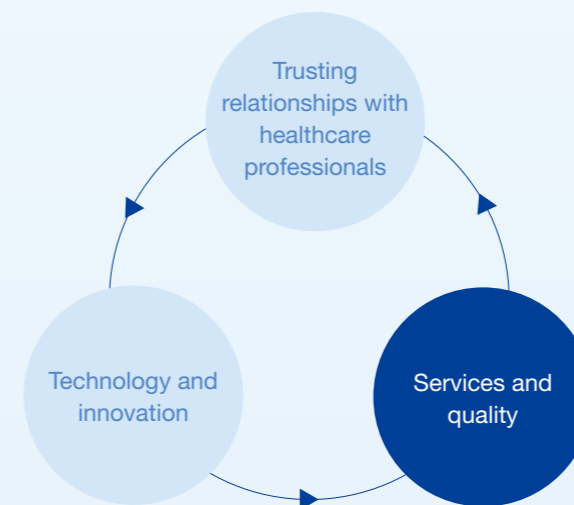 Trusting
relationships with
healthcare
professionals
Technology and
innovation
Services and
quality